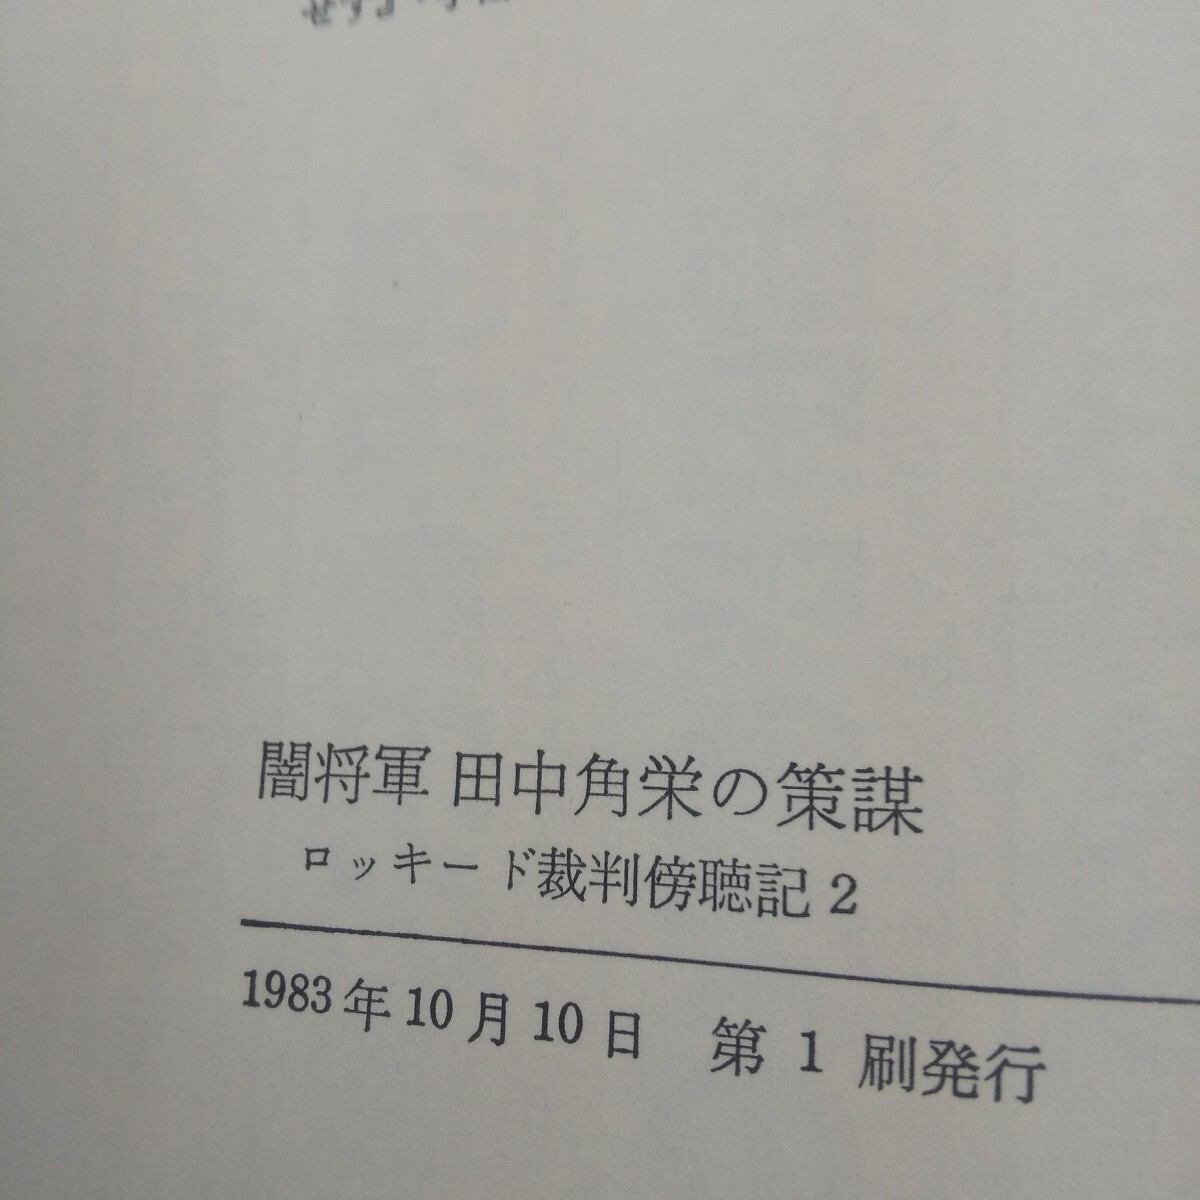 闇将軍 田中角栄の策謀
ロッキード裁判傍聴記 2
1983年10月10日 第1刷発行